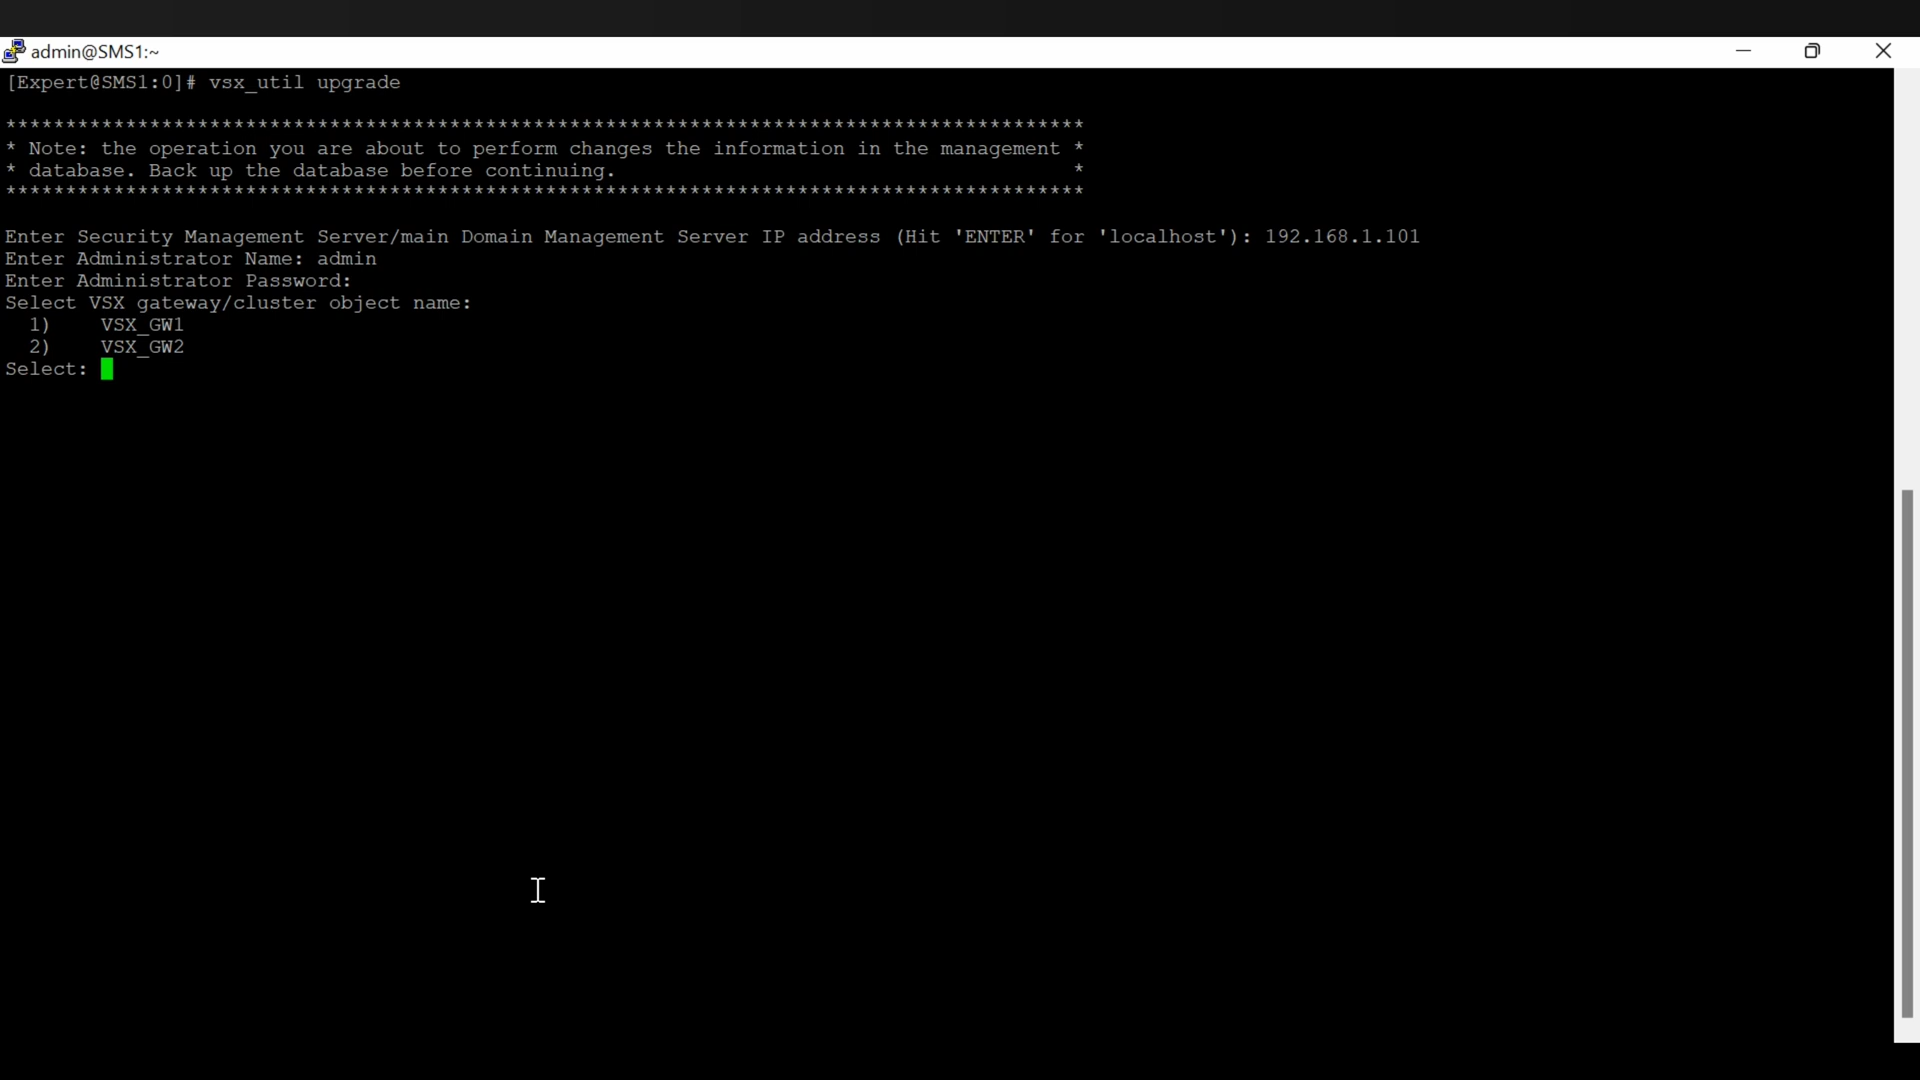 admin@SMS1:~
[Expert@SMS1:0]# vsx_util upgrade
******************************************************************************************
* Note: the operation you are about to perform changes the information in the management *
* database. Back up the database before continuing. *
******************************************************************************************
Enter Security Management Server/main Domain Management Server IP address (Hit 'ENTER' for 'localhost'): 192.168.1.101
Enter Administrator Name: admin
Enter Administrator Password:
Select VSX gateway/cluster object name:
1) VSX_GW1
2) VSX_GW2
Select: